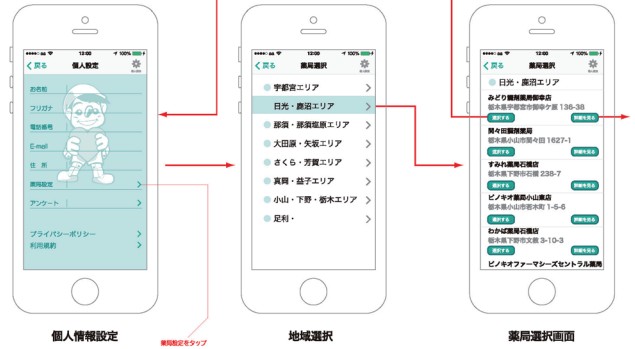 12:00
100%
戻る
個人設定
お名前
フリガナ
電話番号
E-mail
住 所
薬局設定
アンケート
プライバシーポリシー
利用規約
個人情報設定
薬局設定をタップ
12:00
100%
戻る
薬局選択
宇都宮エリア
日光・鹿沼エリア
那須・那須塩原エリア
大田原・矢板エリア
さくら・芳賀エリア
真岡・益子エリア
小山・下野・栃木エリア
足利・
地域選択
12:00
100%
戻る
薬局選択
日光・鹿沼エリア
みどり調剤薬局御幸店
栃木県宇都宮市御幸ケ原 136-38
選択する
詳細を見る
間々田調剤薬局
栃木県小山市間々田 1627-1
選択する
詳細を見る
すみれ薬局石橋店
栃木県下野市石橋 238-7
選択する
詳細を見る
ピノキオ薬局小山東店
栃木県小山市若木町 1-5-6
選択する
詳細を見る
わかば薬局石橋店
栃木県下野市文教 3-10-3
選択する
詳細を見る
ピノキオファーマシーズセントラル薬局
薬局選択画面